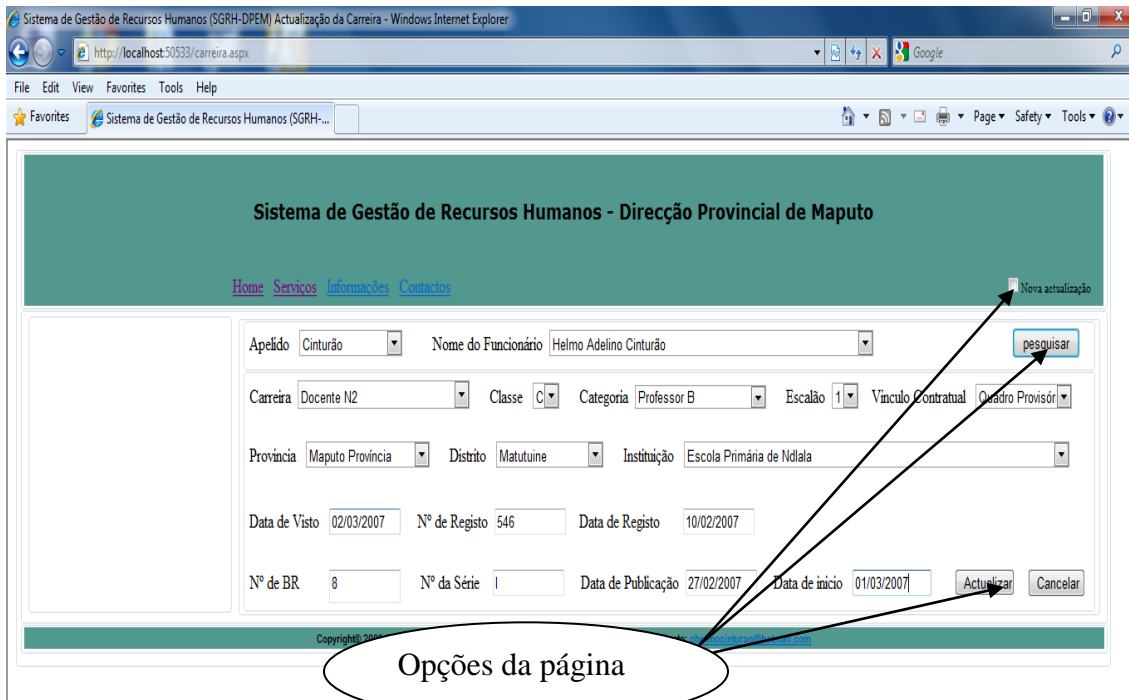 Sistema de Gestão de Recursos Humanos (SGRH-DPEM) Actualização da Carreira - Windows Internet Explorer
http://localhost:50533/carreira.aspx
Google
File Edit View Favorites Tools Help
Favorites Sistema de Gestão de Recursos Humanos (SGRH-... Page Safety Tools
Sistema de Gestão de Recursos Humanos - Direcção Provincial de Maputo
Home Serviços Informações Contactos Nova actualização
Apelido Cinturão Nome do Funcionário Helmo Adelino Cinturão pesquisar
Carreira Docente N2 Classe C Categoria Professor B Escalão 1 Vinculo Contratual Quadro Provisór
Provincia Maputo Província Distrito Matutuine Instituição Escola Primária de Ndlala
Data de Visto 02/03/2007 Nº de Registo 546 Data de Registo 10/02/2007
Nº de BR 8 Nº da Série I Data de Publicação 27/02/2007 Data de inicio 01/03/2007 Actualizar Cancelar
Copyright©
Opções da página